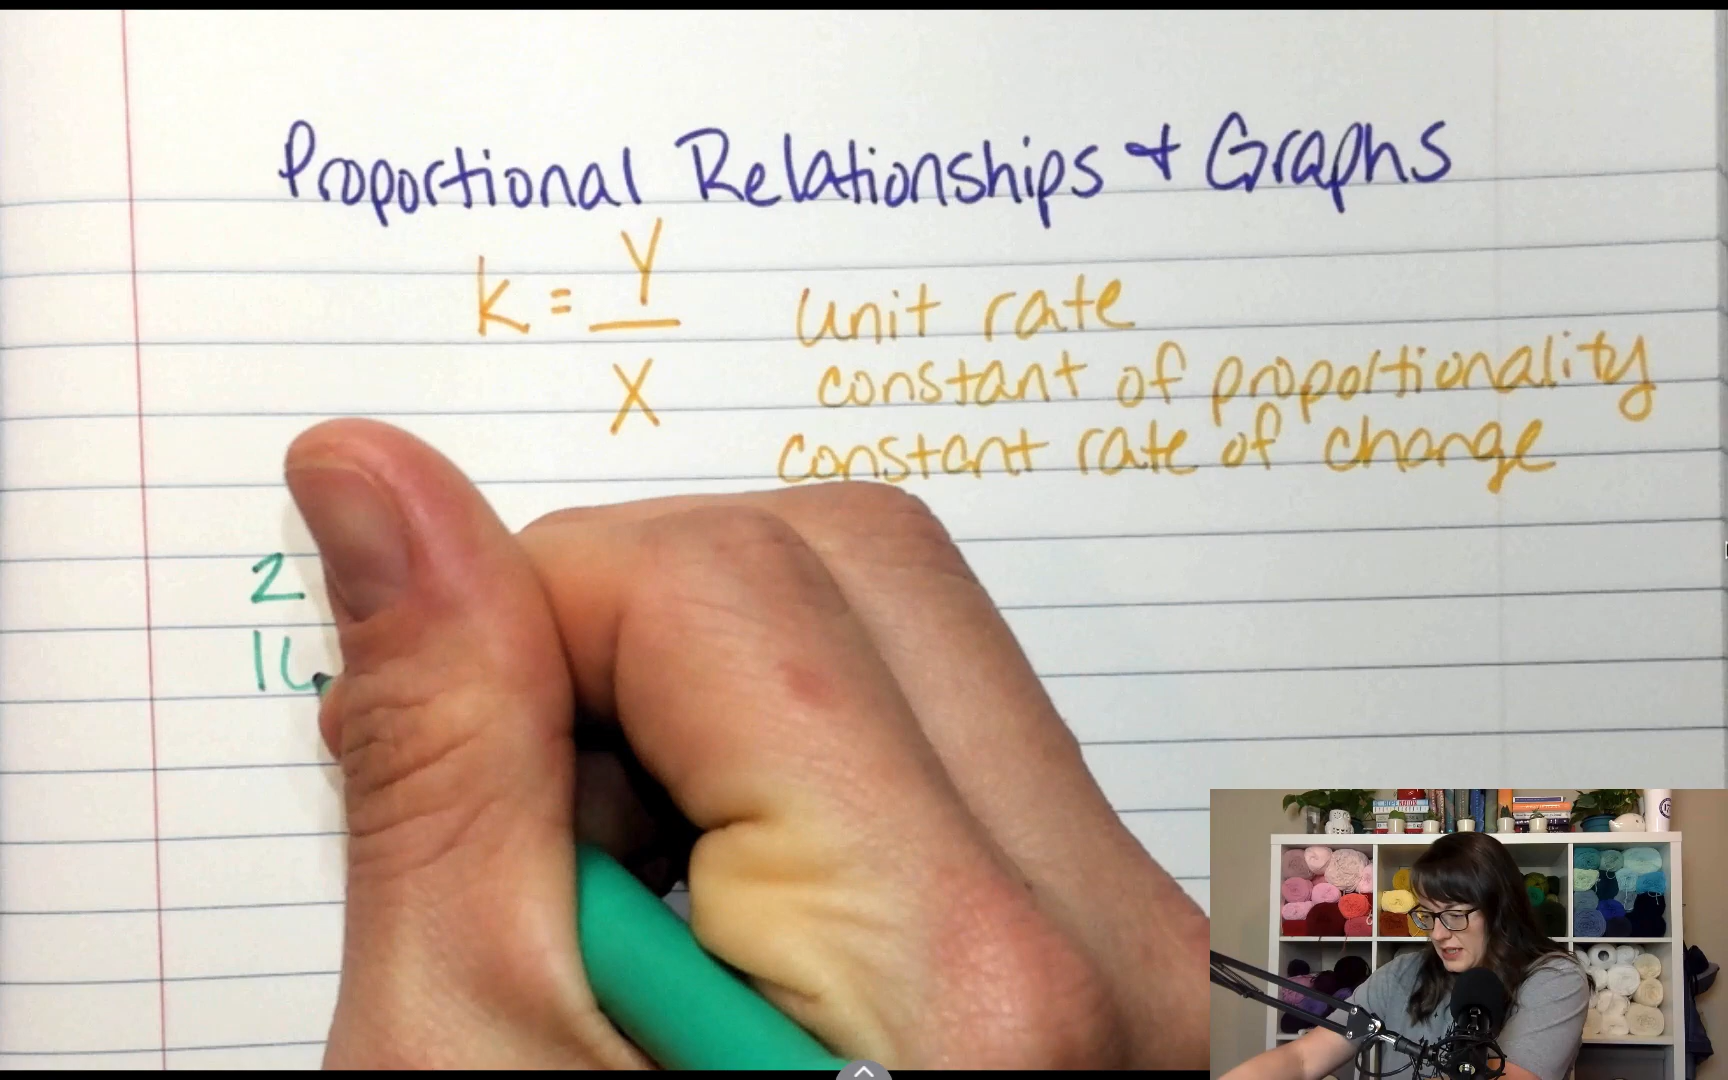 Proportional Relationships + Graphs
k = Y
X
unit rate
constant of proportionality
constant rate of change
2